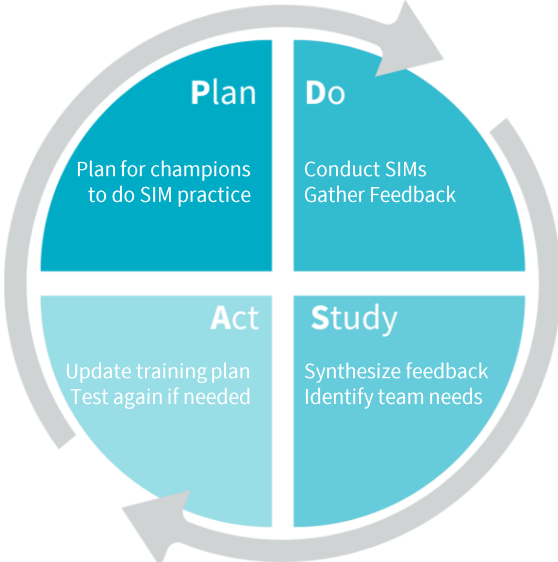 Plan
Plan for champions
to do SIM practice
Do
Conduct SIMs
Gather Feedback
Act
Update training plan
Test again if needed
Study
Synthesize feedback
Identify team needs